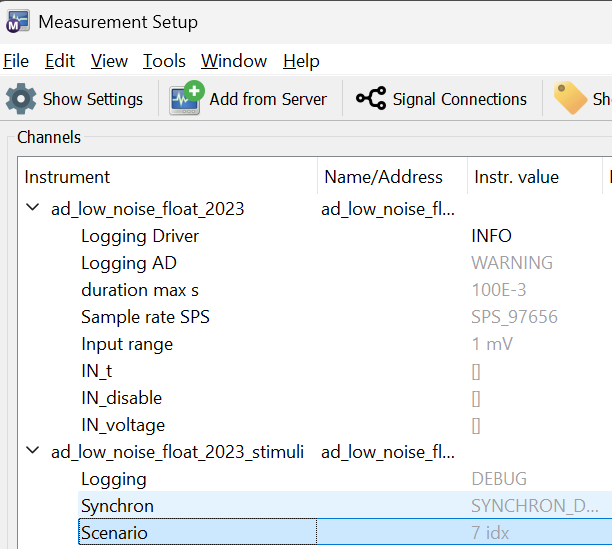 Measurement Setup
File Edit View Tools Window Help
Show Settings Add from Server Signal Connections Sh
Channels
Instrument Name/Address Instr. value
ad_low_noise_float_2023 ad_low_noise_fl...
Logging Driver INFO
Logging AD WARNING
duration max s 100E-3
Sample rate SPS SPS_97656
Input range 1 mV
IN_t []
IN_disable []
IN_voltage []
ad_low_noise_float_2023_stimuli ad_low_noise_fl...
Logging DEBUG
Synchron SYNCHRON_D...
Scenario 7 idx